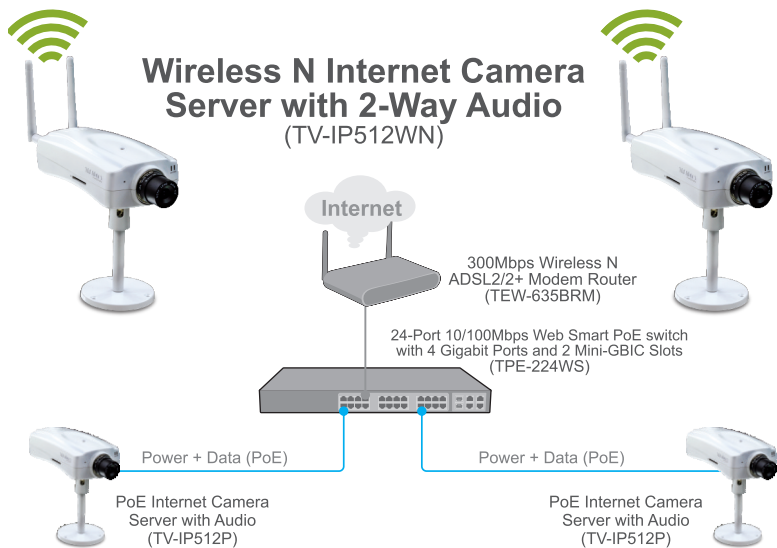 Wireless N Internet Camera
Server with 2-Way Audio
(TV-IP512WN)
Internet
300Mbps Wireless N
ADSL2/2+ Modem Router
(TEW-635BRM)
24-Port 10/100Mbps Web Smart PoE switch
with 4 Gigabit Ports and 2 Mini-GBIC Slots
(TPE-224WS)
Power + Data (PoE)
Power + Data (PoE)
PoE Internet Camera
Server with Audio
(TV-IP512P)
PoE Internet Camera
Server with Audio
(TV-IP512P)